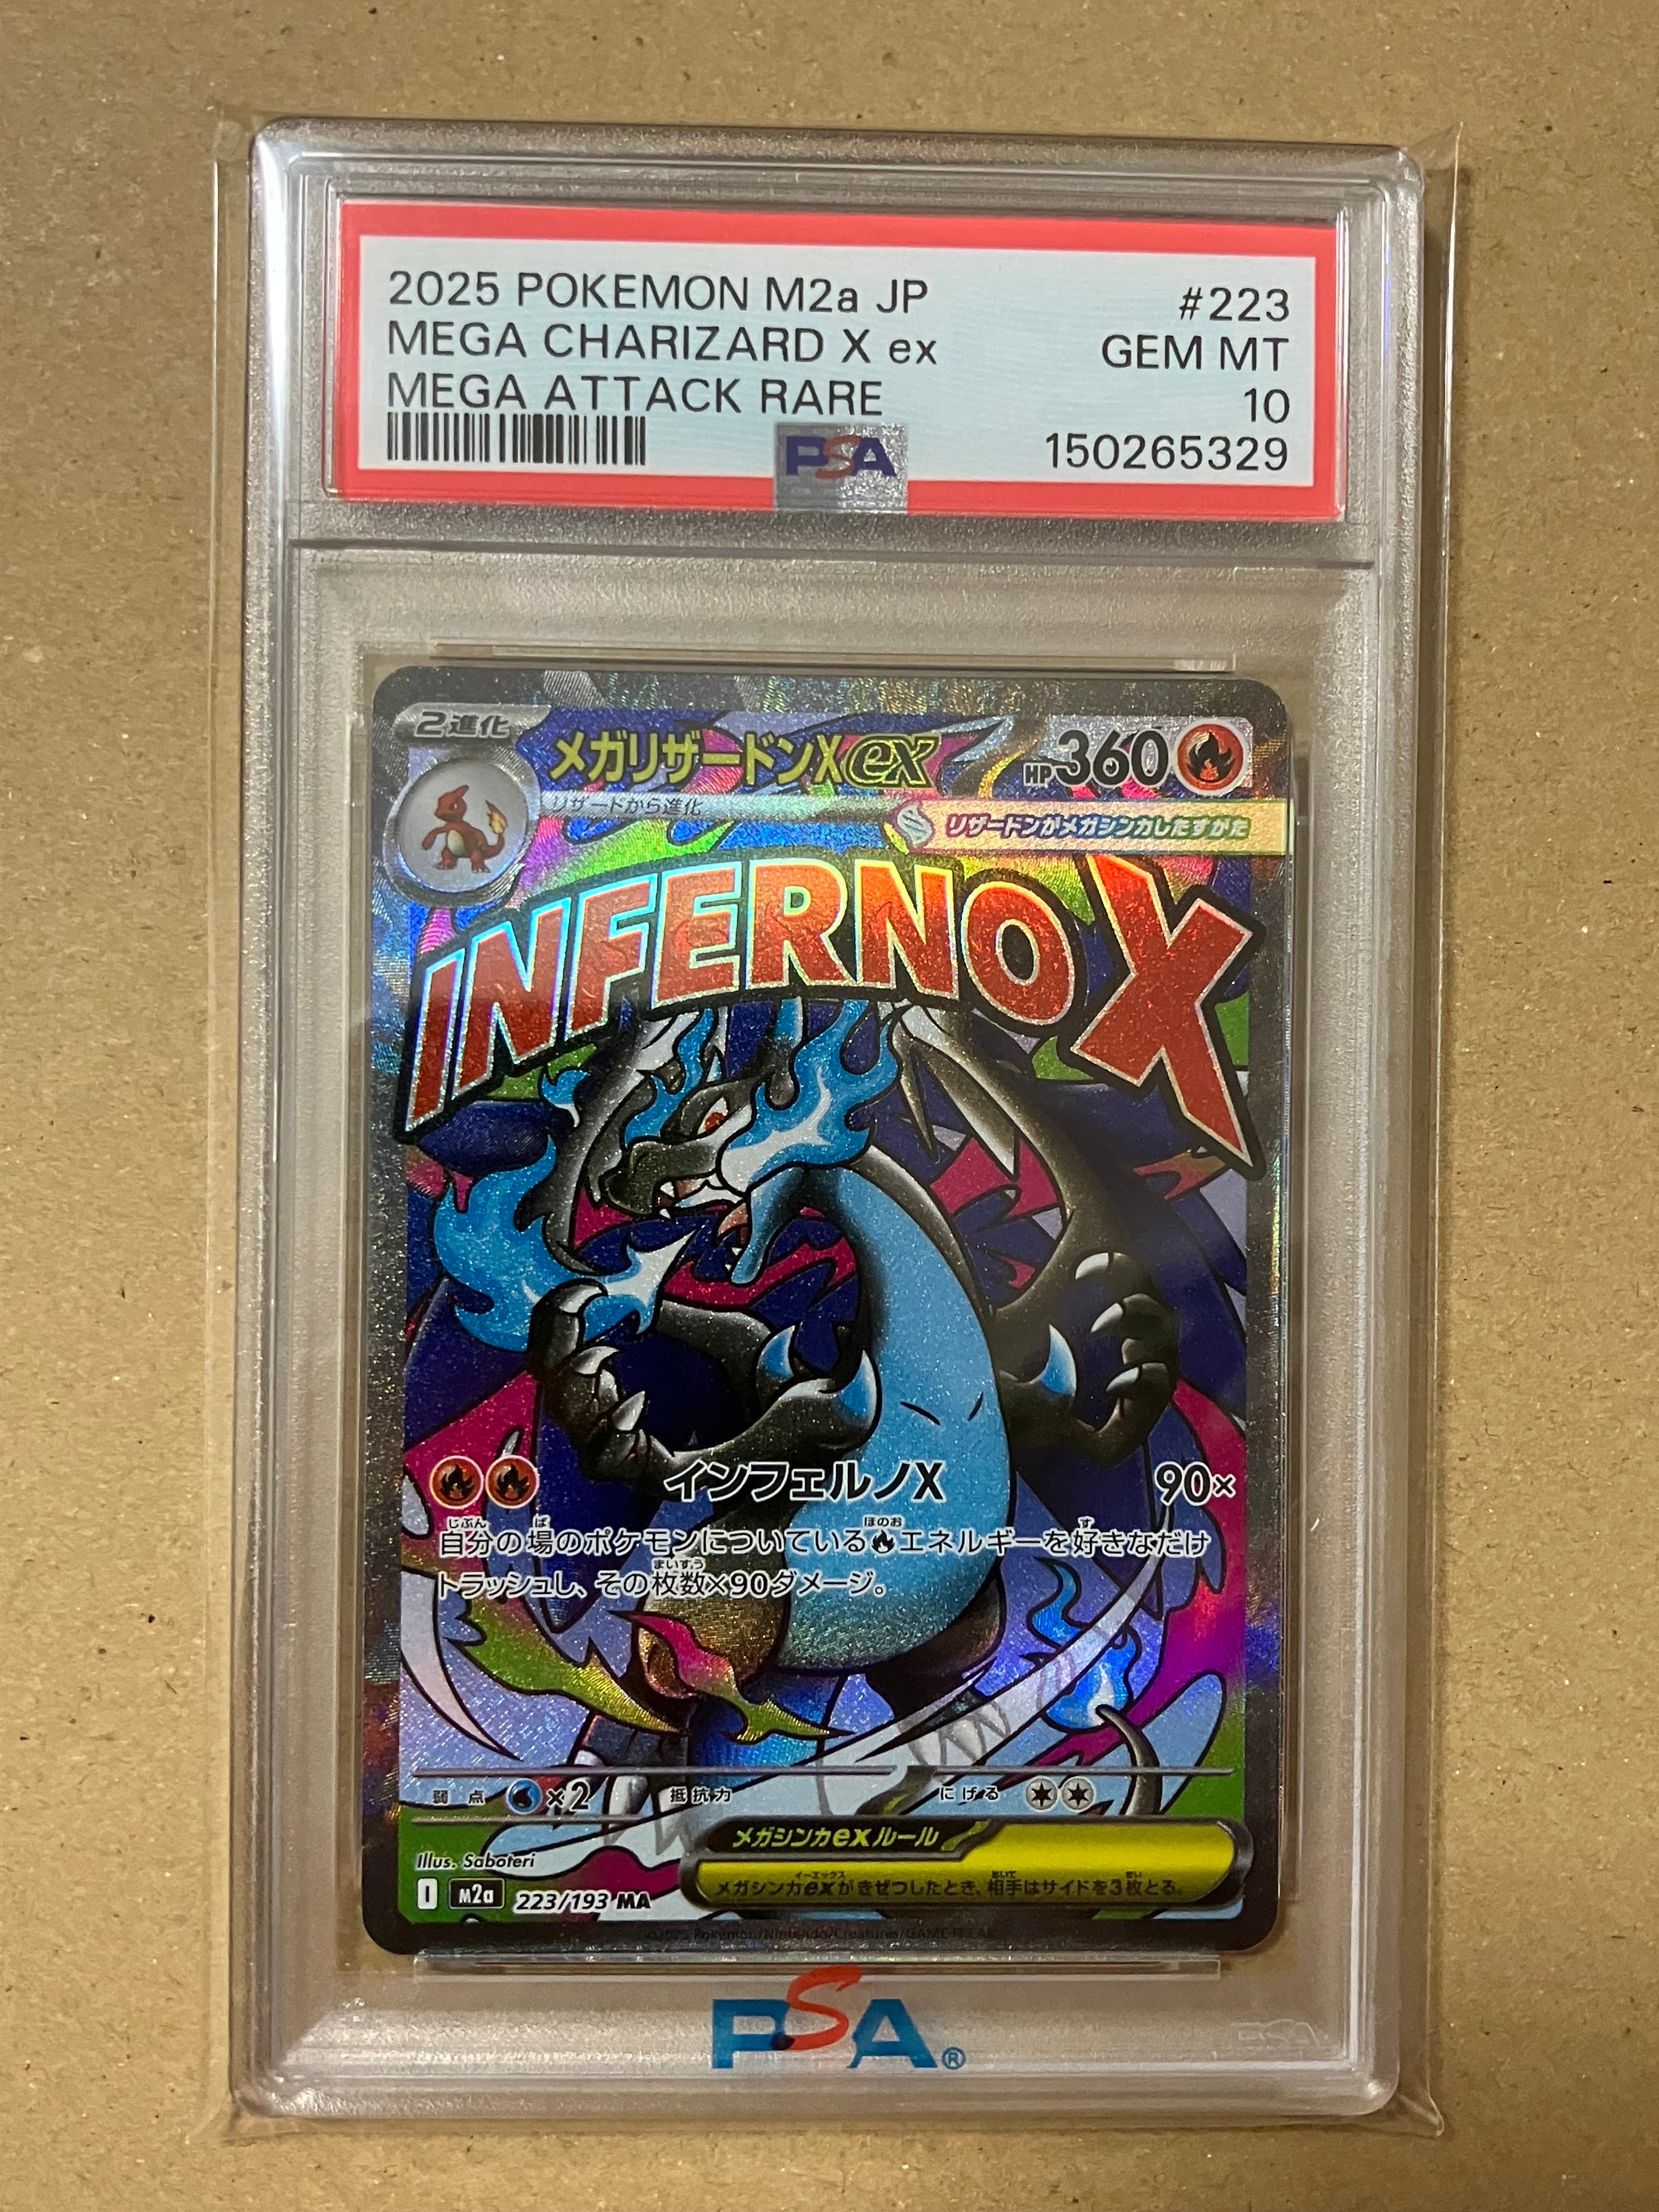 2025 POKEMON M2a JP #223
MEGA CHARIZARD X ex GEM MT
MEGA ATTACK RARE 10
PSA 150265329
2進化
メガリザードンXex HP360
リザードから進化
リザードンがメガシンカしたすがた
INFERNO X
インフェルノX 90×
自分の場のポケモンについている エネルギーを好きなだけ
トラッシュし、その枚数×90ダメージ。
弱点 ×2 抵抗力 にげる
メガシンカexルール
メガシンカexがきぜつしたとき、相手はサイドを3枚とる。
Illus. Saboteri
I M2a 223/193 MA
©2025 Pokémon/Nintendo/Creatures/GAME FREAK
PSA®